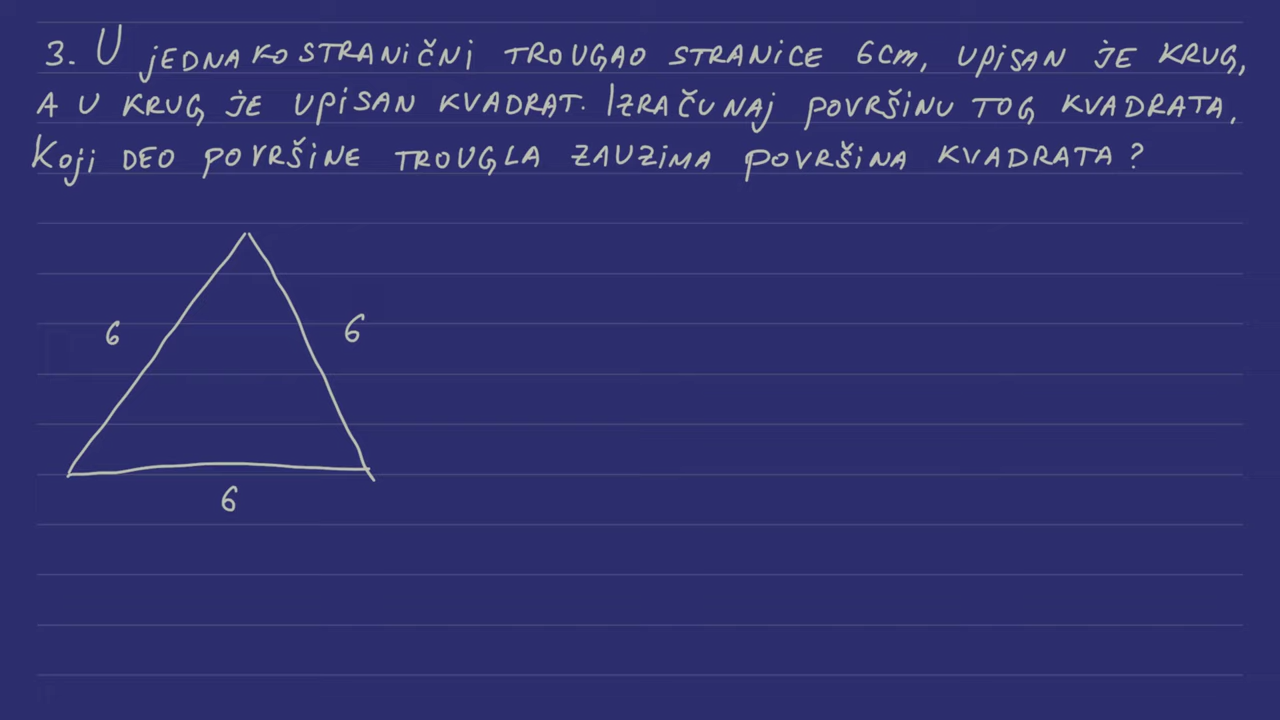 3. U JEDNAKOSTRANIČNI TROUGAO STRANICE 6cm, UPISAN JE KRUG,
A U KRUG JE UPISAN KVADRAT. IZRAČUNAJ POVRŠINU TOG KVADRATA.
KOJI DEO POVRŠINE TROUGLA ZAUZIMA POVRŠINA KVADRATA?
6
6
6